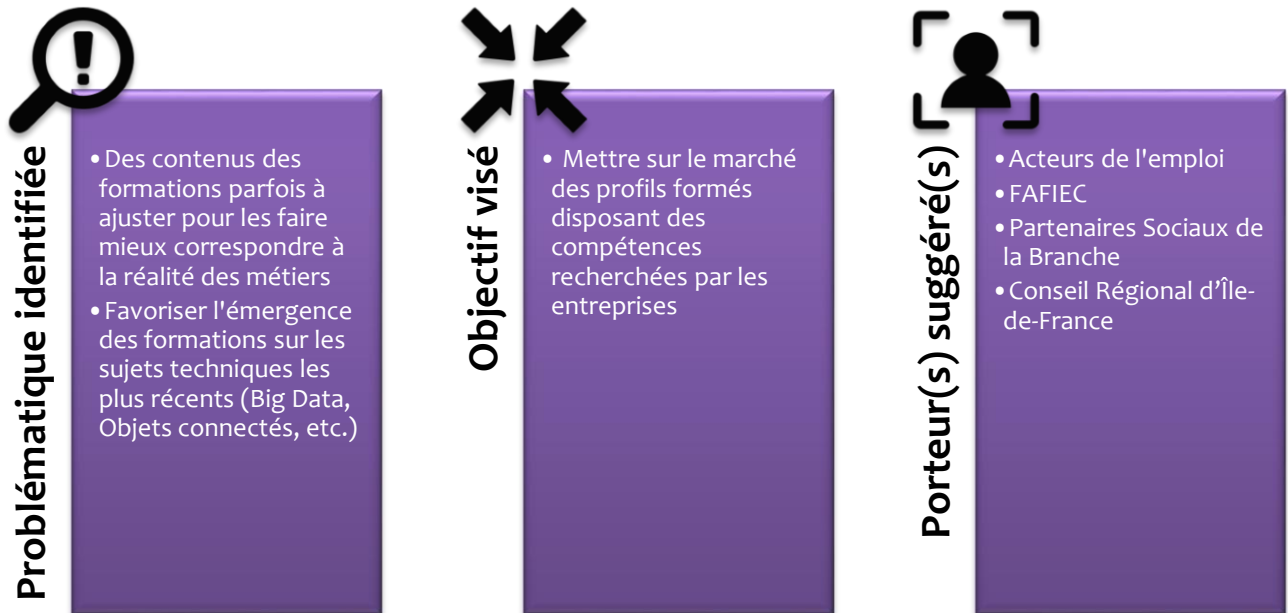 Problématique identifiée
•Des contenus des
formations parfois à
ajuster pour les faire
mieux correspondre à
la réalité des métiers
•Favoriser l'émergence
des formations sur les
sujets techniques les
plus récents (Big Data,
Objets connectés, etc.)
Objectif visé
• Mettre sur le marché
des profils formés
disposant des
compétences
recherchées par les
entreprises
Porteur(s) suggéré(s)
•Acteurs de l'emploi
•FAFIEC
•Partenaires Sociaux de
la Branche
•Conseil Régional d’Île-
de-France